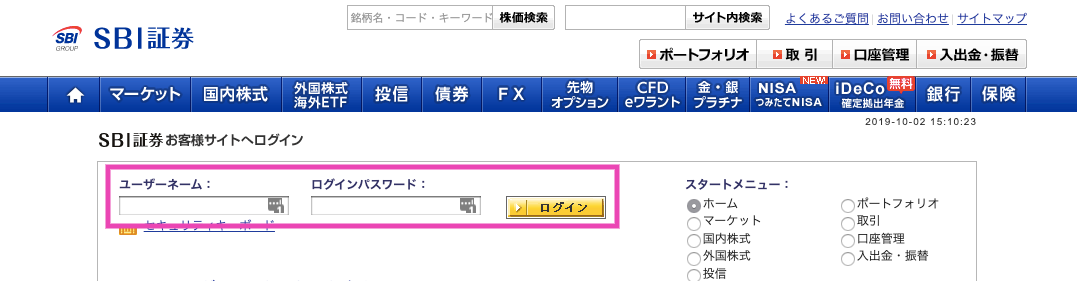 銘柄名・コード・キーワード 株価検索 サイト内検索 よくあるご質問 | お問い合わせ | サイトマップ
SBI GROUP SBI証券
ポートフォリオ 取引 口座管理 入出金・振替
マーケット 国内株式 外国株式 海外ETF 投信 債券 FX 先物 オプション CFD eワラント 金・銀 プラチナ NISA つみたてNISA NEW! iDeCo 確定拠出年金 無料 銀行 保険
2019-10-02 15:10:23
SBI証券お客様サイトへログイン
ユーザーネーム： ログインパスワード：
ログイン
セキュリティキーボード
スタートメニュー：
ホーム ポートフォリオ
マーケット 取引
国内株式 口座管理
外国株式 入出金・振替
投信